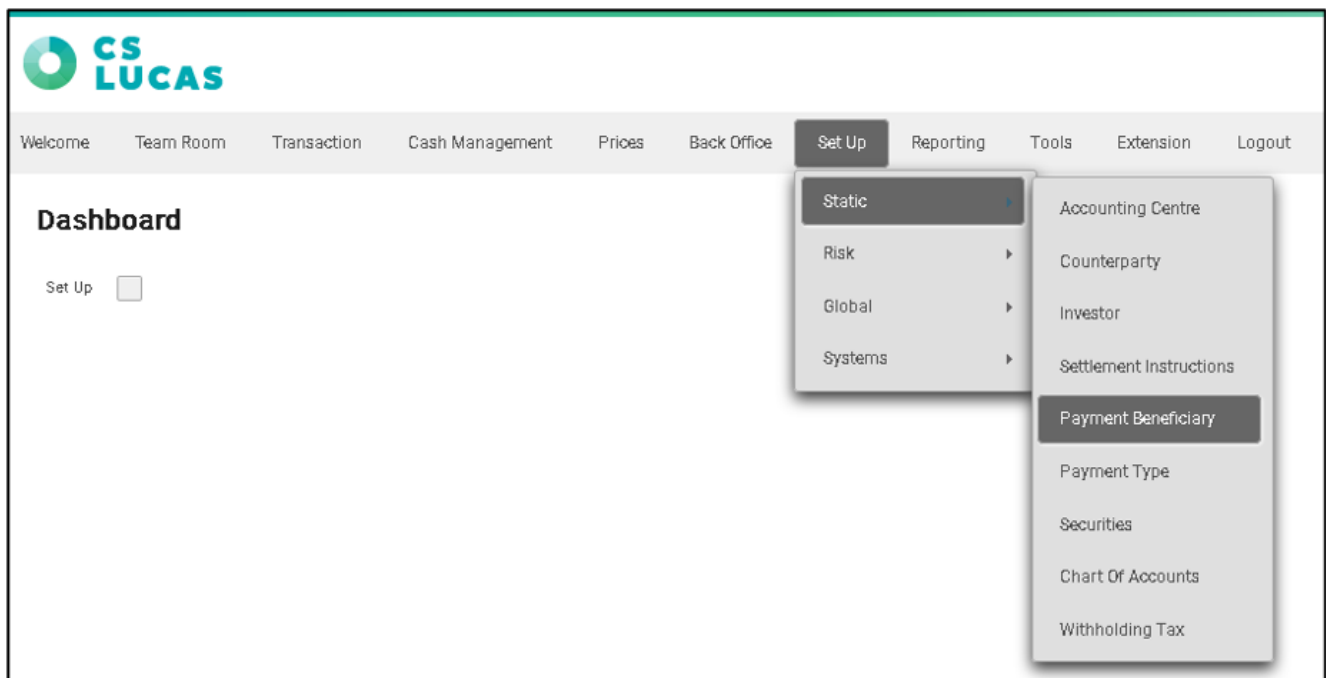 CS
LUCAS
Welcome Team Room Transaction Cash Management Prices Back Office Set Up Reporting Tools Extension Logout
Dashboard
Set Up
Static
Risk
Global
Systems
Accounting Centre
Counterparty
Investor
Settlement Instructions
Payment Beneficiary
Payment Type
Securities
Chart Of Accounts
Withholding Tax